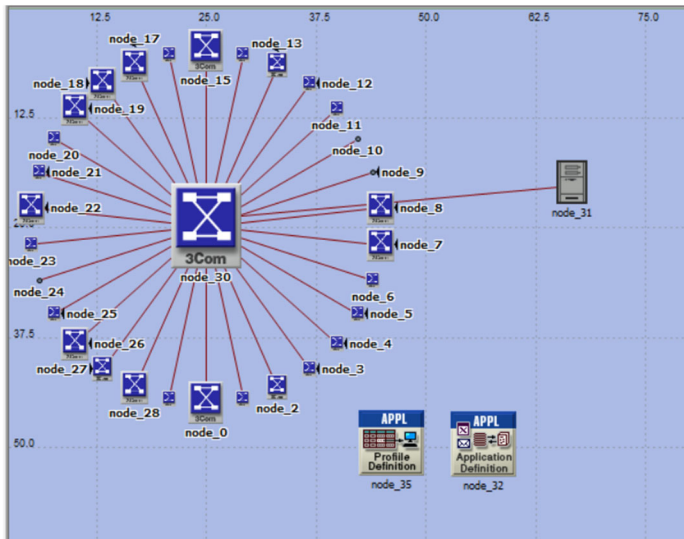 12.5 25.0 37.5 50.0 62.5 75.0
node_17
node_13
node_15
node_18
node_12
node_19
12.5
node_11
node_20
node_10
node_21
node_9
node_22
node_8
node_31
3Com
node_7
node_23
node_30
node_24
node_6
node_25
node_5
37.5
node_26
node_4
node_27
node_3
node_28
3Com
node_2
node_0
APPL
APPL
50.0
Profile
Definition
Application
Definition
node_35
node_32